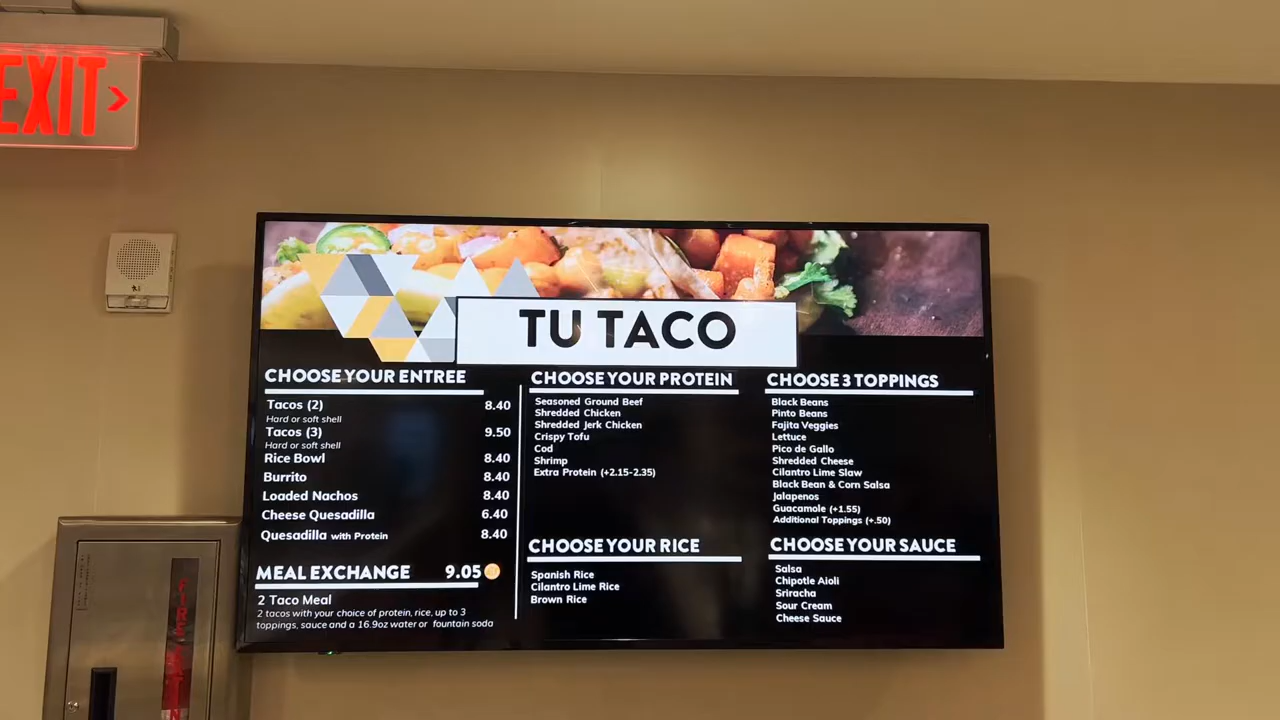 EXIT
TU TACO
CHOOSE YOUR ENTREE
Tacos (2) 8.40
Hard or soft shell
Tacos (3) 9.50
Hard or soft shell
Rice Bowl 8.40
Burrito 8.40
Loaded Nachos 8.40
Cheese Quesadilla 6.40
Quesadilla with Protein 8.40
MEAL EXCHANGE 9.05
2 Taco Meal
2 tacos with your choice of protein, rice, up to 3
toppings, sauce and a 16.9oz water or fountain soda
CHOOSE YOUR PROTEIN
Seasoned Ground Beef
Shredded Chicken
Shredded Jerk Chicken
Crispy Tofu
Cod
Shrimp
Extra Protein (+2.15-2.35)
CHOOSE YOUR RICE
Spanish Rice
Cilantro Lime Rice
Brown Rice
CHOOSE 3 TOPPINGS
Black Beans
Pinto Beans
Fajita Veggies
Lettuce
Pico de Gallo
Shredded Cheese
Cilantro Lime Slaw
Black Bean & Corn Salsa
Jalapenos
Guacamole (+1.55)
Additional Toppings (+.50)
CHOOSE YOUR SAUCE
Salsa
Chipotle Aioli
Sriracha
Sour Cream
Cheese Sauce